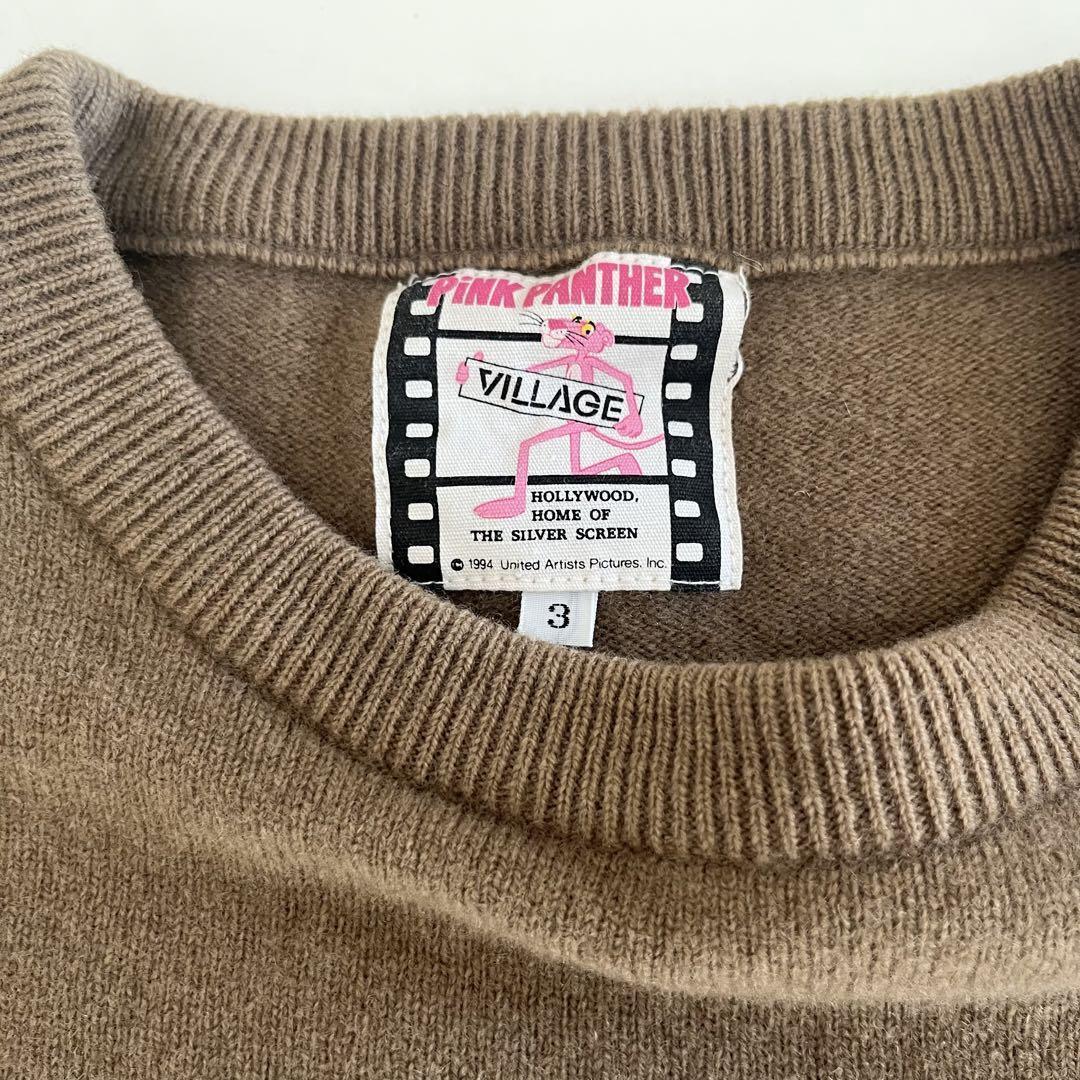 PiNK PANTHER
VILLAGE
HOLLYWOOD,
HOME OF
THE SILVER SCREEN
© 1994 United Artists Pictures, Inc.
3